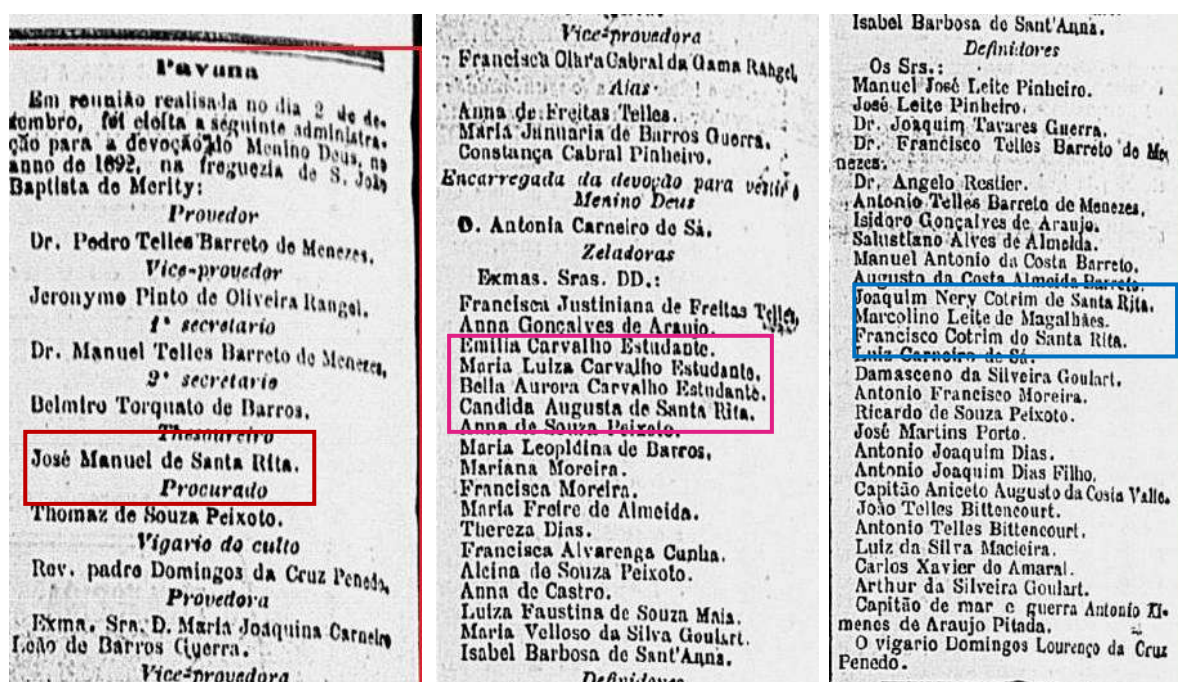 Pavuna
Em reunião realisada no dia 2 de de-
tombro, foi eleita a seguinte administra-
ção para a devoção do Menino Deus, no
anno de 1892, na freguezia de S. João
Baptista de Merity:
Provedor
Dr. Pedro Telles Barreto de Menezes.
Vice-provedor
Jeronymo Pinto de Oliveira Rangel.
1º secretario
Dr. Manuel Telles Barreto de Menezes,
2º secretario
Belmiro Torquato de Barros.
Thesoureiro
José Manuel de Santa Rita.
Procurado
Thomaz de Souza Peixoto.
Vigario do culto
Rev. padre Domingos da Cruz Penedo,
Provedora
Exma. Sra. D. Maria Joaquina Carneiro
Leão de Barros Guerra.
Vice-provedora
Vice-provedora
Francisca Clara Cabral da Gama Rangel,
Aias
Anna de Freitas Telles.
Maria Januaria de Barros Guerra.
Constança Cabral Pinheiro.
Encarregada da devoção para vestir o
Menino Deus
D. Antonia Carneiro de Sá.
Zeladoras
Exmas. Sras. DD.:
Francisca Justiniana de Freitas Telles,
Anna Gonçalves de Araujo.
Emilia Carvalho Estudante.
Maria Luiza Carvalho Estudante.
Bella Aurora Carvalho Estudante.
Candida Augusta de Santa Rita.
Anna de Souza Peixoto.
Maria Leopldina de Barros.
Mariana Moreira.
Francisca Moreira.
Maria Freire de Almeida.
Thereza Dias.
Francisca Alvarenga Cunha.
Alcina de Souza Peixoto.
Anna de Castro.
Luiza Faustina de Souza Maia.
Maria Velloso da Silva Goulart.
Isabel Barbosa de Sant'Anna.
Definidores
Isabel Barbosa de Sant'Anna.
Definidores
Os Srs.:
Manuel José Leite Pinheiro.
José Leite Pinheiro.
Dr. Joaquim Tavares Guerra.
Dr. Francisco Telles Barreto de Me-
nezes.
Dr. Angelo Restier.
Antonio Telles Barreto de Menezes.
Isidoro Gonçalves de Araujo.
Salustiano Alves de Almeida.
Manuel Antonio da Costa Barreto.
Augusto da Costa Almeida Barreto.
Joaquim Nery Cotrim de Santa Rita.
Marcolino Leite de Magalhães.
Francisco Cotrim do Santa Rita.
Luiz Carneiro de Sá.
Damasceno da Silveira Goulart.
Antonio Francisco Moreira.
Ricardo de Souza Peixoto.
José Martins Porto.
Antonio Joaquim Dias.
Antonio Joaquim Dias Filho.
Capitão Aniceto Augusto da Costa Valle.
João Telles Bittencourt.
Antonio Telles Bittencourt.
Luiz da Silva Macieira.
Carlos Xavier do Amaral.
Arthur da Silveira Goulart.
Capitão de mar e guerra Antonio Xi-
menes de Araujo Pitada.
O vigario Domingos Lourenço da Cruz
Penedo.